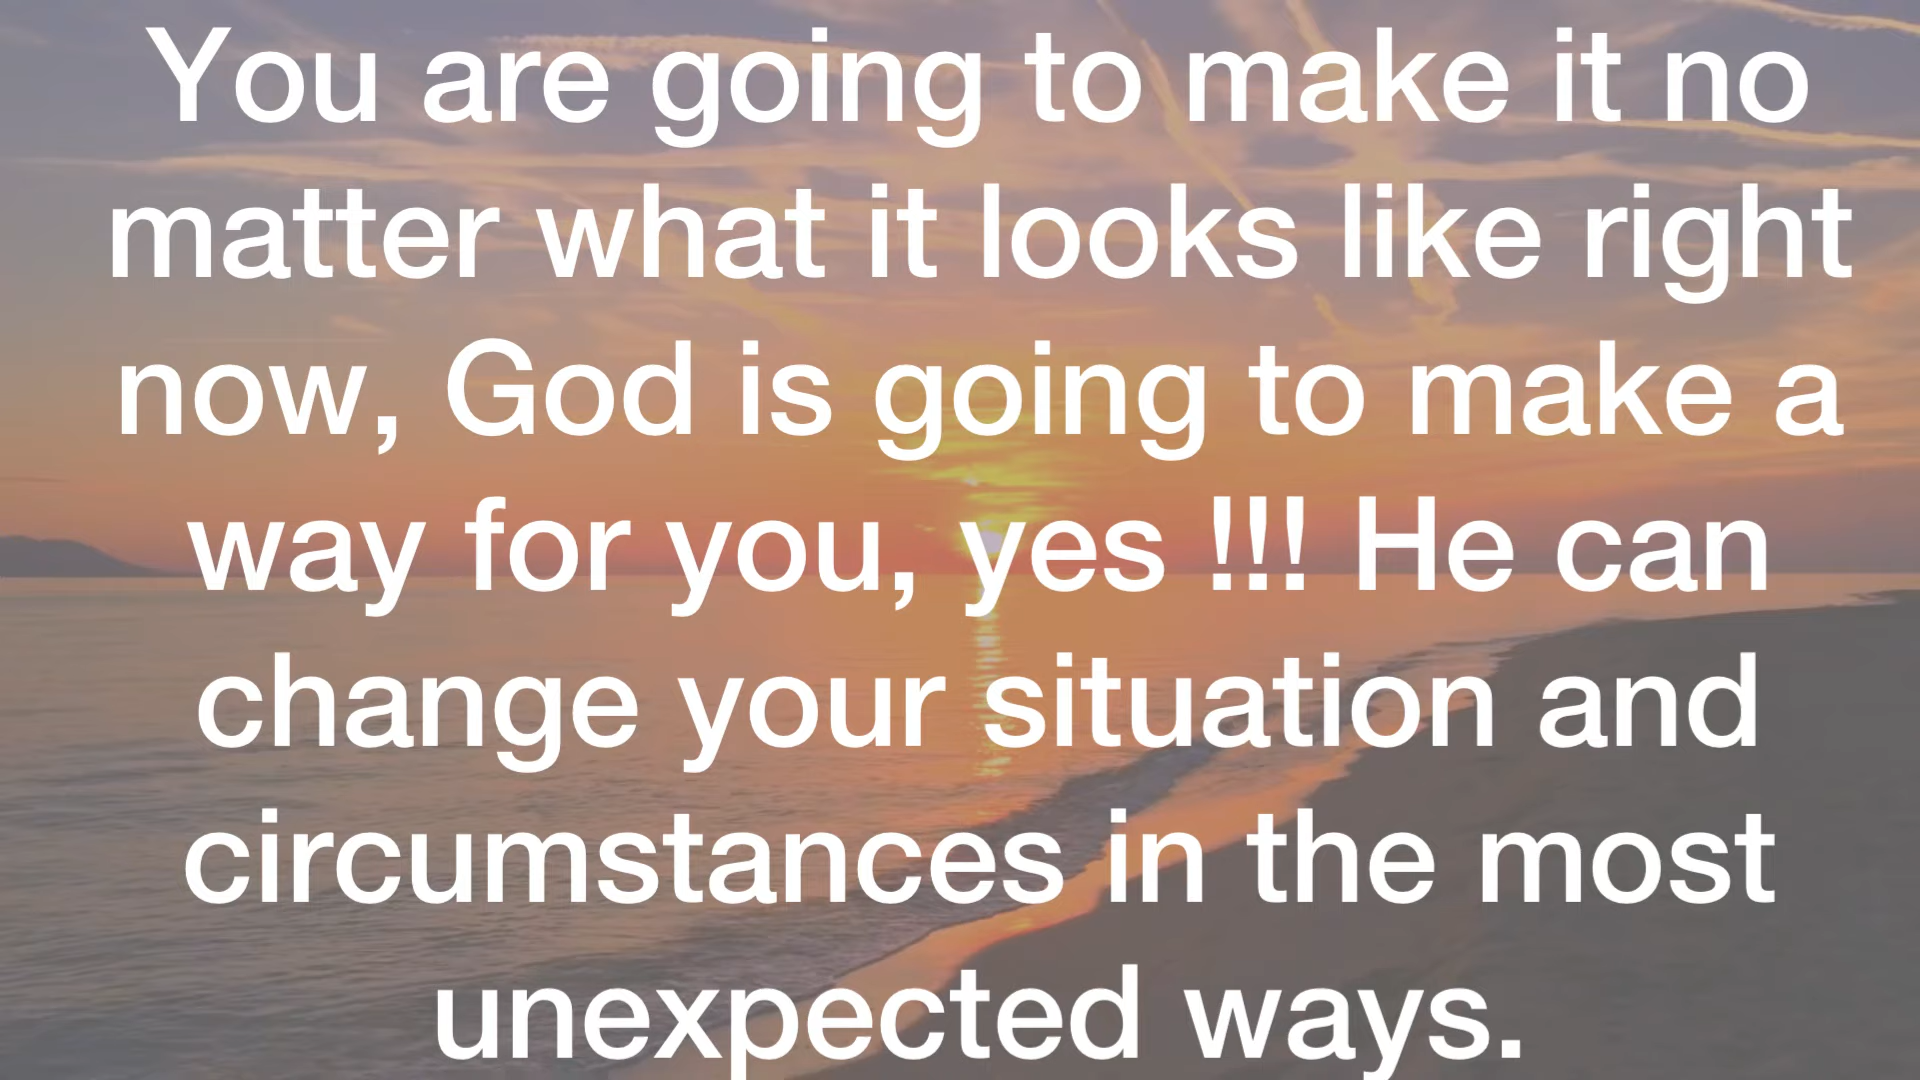 You are going to make it no
matter what it looks like right
now, God is going to make a
way for you, yes !!! He can
change your situation and
circumstances in the most
unexpected ways.